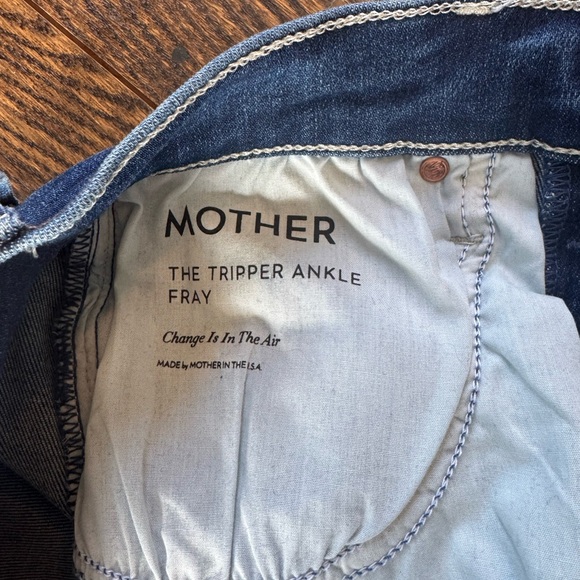 MOTHER
THE TRIPPER ANKLE
FRAY
Change Is In The Air
MADE by MOTHER IN THE U.S.A.